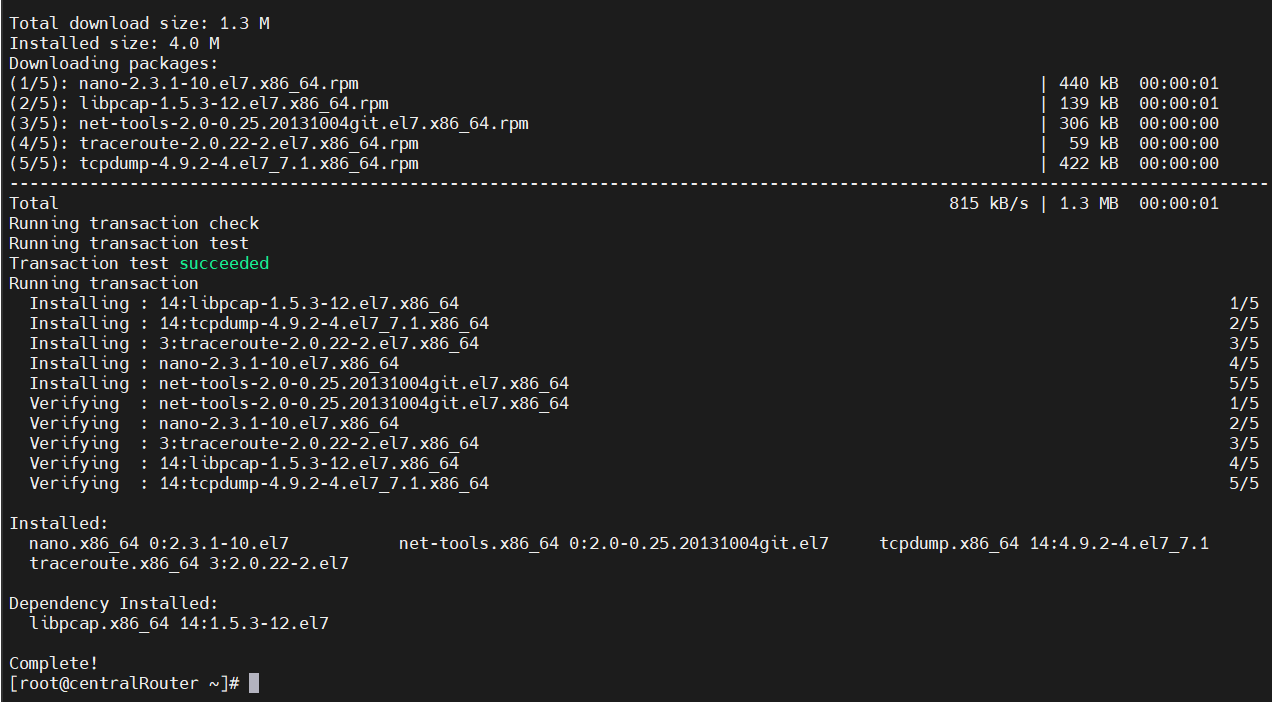 Total download size: 1.3 M
Installed size: 4.0 M
Downloading packages:
(1/5): nano-2.3.1-10.el7.x86_64.rpm | 440 kB 00:00:01
(2/5): libpcap-1.5.3-12.el7.x86_64.rpm | 139 kB 00:00:01
(3/5): net-tools-2.0-0.25.20131004git.el7.x86_64.rpm | 306 kB 00:00:00
(4/5): traceroute-2.0.22-2.el7.x86_64.rpm | 59 kB 00:00:00
(5/5): tcpdump-4.9.2-4.el7_7.1.x86_64.rpm | 422 kB 00:00:00
--------------------------------------------------------------------------------------------------------------------------------
Total 815 kB/s | 1.3 MB 00:00:01
Running transaction check
Running transaction test
Transaction test succeeded
Running transaction
Installing : 14:libpcap-1.5.3-12.el7.x86_64 1/5
Installing : 14:tcpdump-4.9.2-4.el7_7.1.x86_64 2/5
Installing : 3:traceroute-2.0.22-2.el7.x86_64 3/5
Installing : nano-2.3.1-10.el7.x86_64 4/5
Installing : net-tools-2.0-0.25.20131004git.el7.x86_64 5/5
Verifying : net-tools-2.0-0.25.20131004git.el7.x86_64 1/5
Verifying : nano-2.3.1-10.el7.x86_64 2/5
Verifying : 3:traceroute-2.0.22-2.el7.x86_64 3/5
Verifying : 14:libpcap-1.5.3-12.el7.x86_64 4/5
Verifying : 14:tcpdump-4.9.2-4.el7_7.1.x86_64 5/5
Installed:
nano.x86_64 0:2.3.1-10.el7 net-tools.x86_64 0:2.0-0.25.20131004git.el7 tcpdump.x86_64 14:4.9.2-4.el7_7.1
traceroute.x86_64 3:2.0.22-2.el7
Dependency Installed:
libpcap.x86_64 14:1.5.3-12.el7
Complete!
[root@centralRouter ~]#